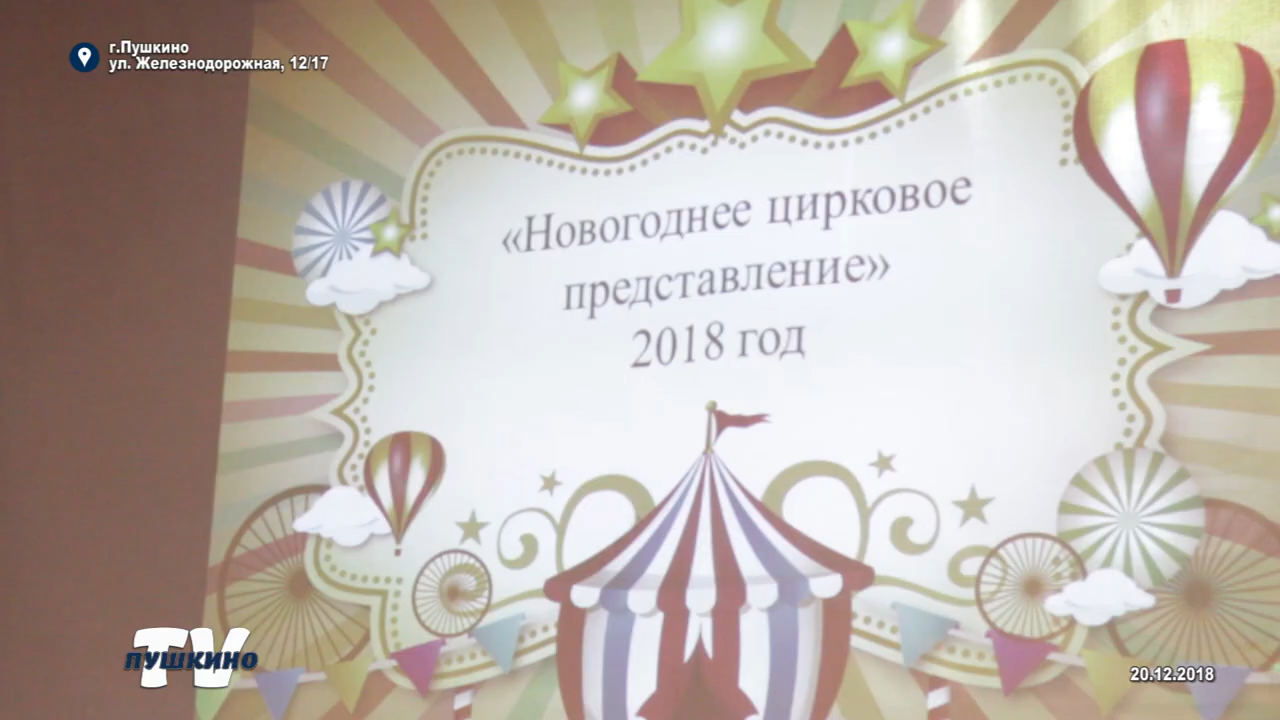 г.Пушкино
ул. Железнодорожная, 12/17
«Новогоднее цирковое
представление»
2018 год
TV
ПУШКИНО
20.12.2018